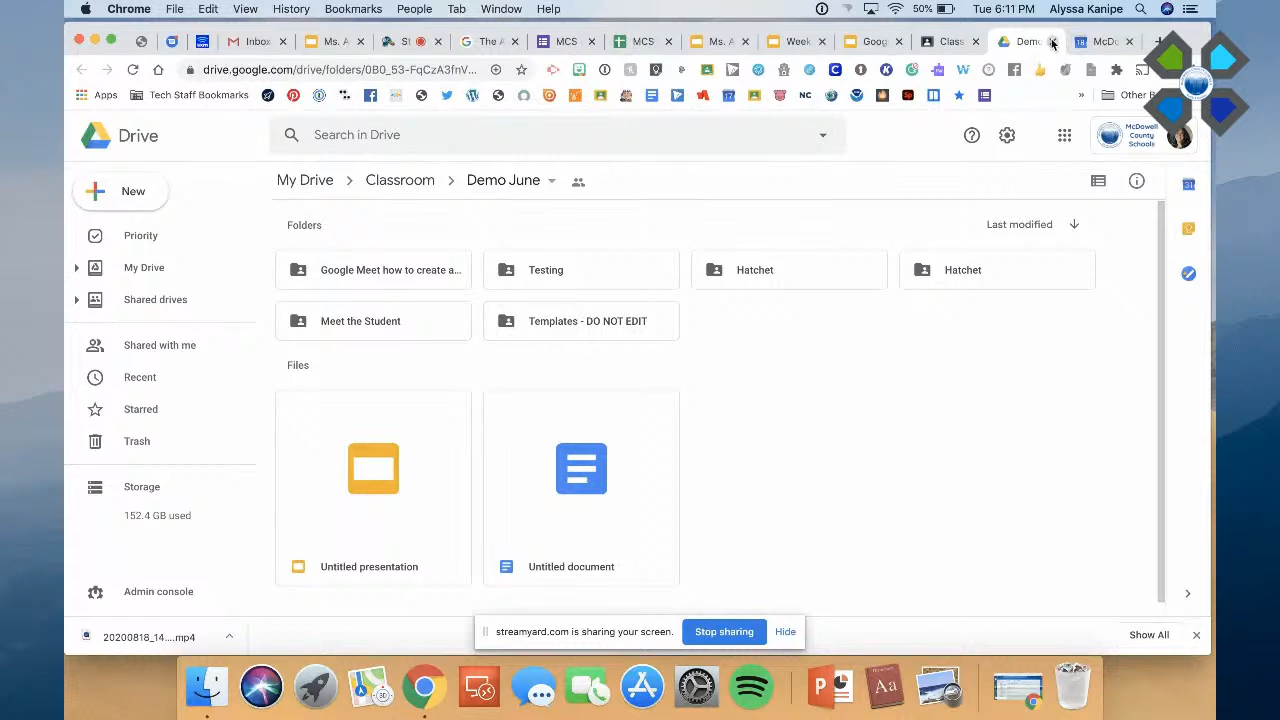 Chrome File Edit View History Bookmarks People Tab Window Help 50% Tue 6:11 PM Alyssa Kanipe
Inbox Ms. A St The MCS MCS Ms. A Week Goog Class Demo McDo
drive.google.com/drive/folders/0B0_53-FqCzA3fnV...
Apps Tech Staff Bookmarks NC » Other B
Drive Search in Drive McDowell County Schools
New My Drive Classroom Demo June
Folders Last modified
Priority
My Drive Google Meet how to create a... Testing Hatchet Hatchet
Shared drives Meet the Student Templates - DO NOT EDIT
Shared with me
Files
Recent
Starred
Trash
Storage
152.4 GB used
Untitled presentation Untitled document
Admin console
20200818_14....mp4 streamyard.com is sharing your screen. Stop sharing Hide Show All